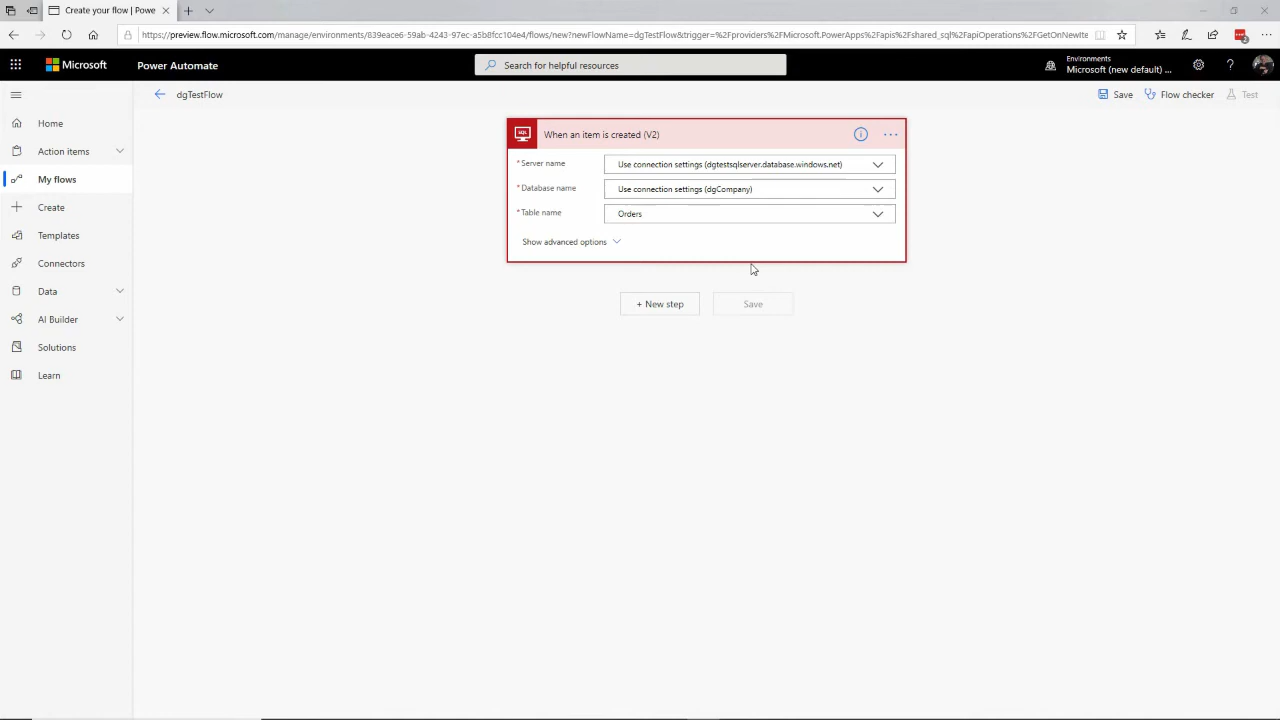 Create your flow | Powe
https://preview.flow.microsoft.com/manage/environments/839eace6-59ab-4243-97ec-a5b8fcc104e4/flows/new?newFlowName=dgTestFlow&trigger=%2Fproviders%2FMicrosoft.PowerApps%2Fapis%2Fshared_sql%2FapiOperations%2FGetOnNewIte
Microsoft
Power Automate
Search for helpful resources
Environments
Microsoft (new default) ...
?
dgTestFlow
Save
Flow checker
Test
Home
Action items
My flows
Create
Templates
Connectors
Data
AI Builder
Solutions
Learn
SQL
When an item is created (V2)
* Server name
Use connection settings (dgtestsqlserver.database.windows.net)
* Database name
Use connection settings (dgCompany)
* Table name
Orders
Show advanced options
+ New step
Save